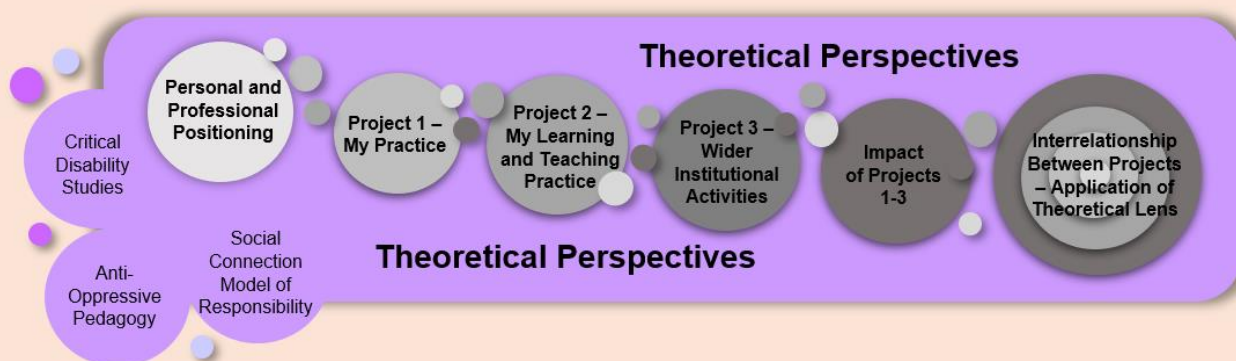 Theoretical Perspectives
Personal and
Professional
Positioning
Project 1 –
My Practice
Project 2 –
My Learning
and Teaching
Practice
Project 3 –
Wider
Institutional
Activities
Impact
of Projects
1-3
Interrelationship
Between Projects
– Application of
Theoretical Lens
Critical
Disability
Studies
Anti-
Oppressive
Pedagogy
Social
Connection
Model of
Responsibility
Theoretical Perspectives